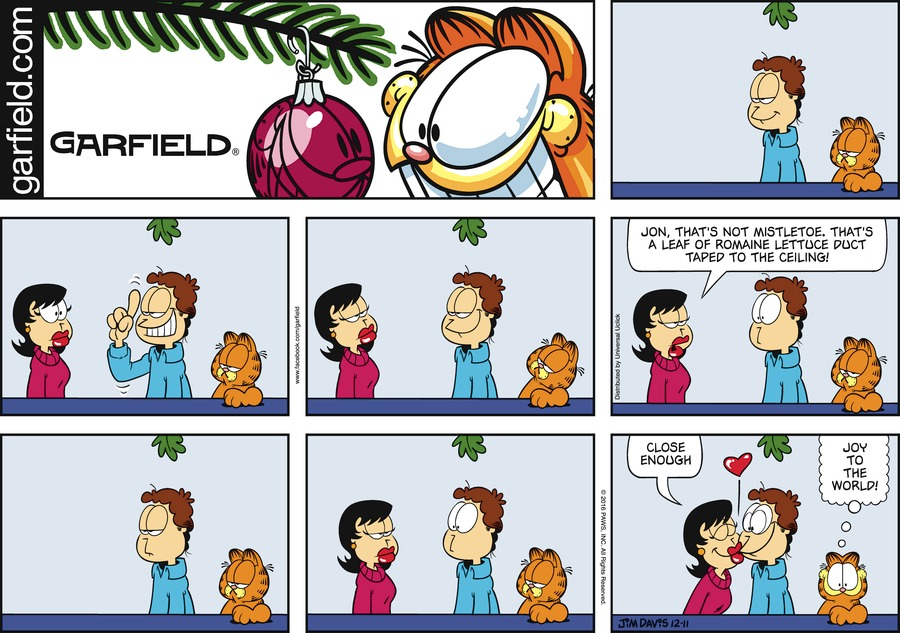 garfield.com
GARFIELD®
www.facebook.com/garfield
JON, THAT'S NOT MISTLETOE. THAT'S
A LEAF OF ROMAINE LETTUCE DUCT
TAPED TO THE CEILING!
Distributed by Universal Uclick
© 2016 PAWS, INC. All Rights Reserved.
CLOSE
ENOUGH
JOY
TO
THE
WORLD!
JIM DAVIS 12-11